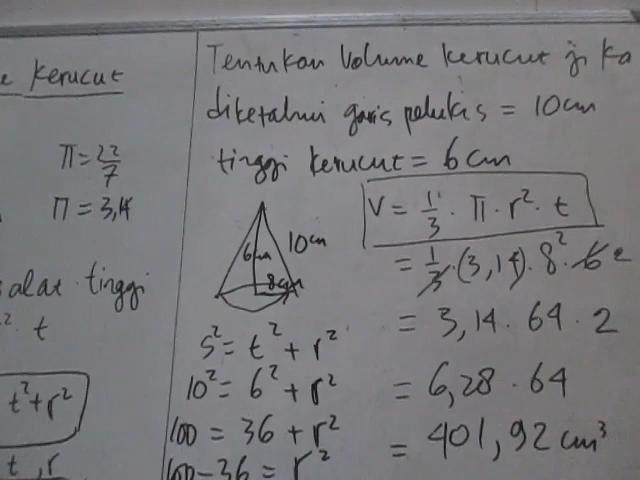 e Kerucut
π = 22/7
π = 3,14
alat tinggi
² · t
t² + r²
t, r
Tentukan Volume kerucut jika
diketahui garis pelukis = 10 cm
tinggi kerucut = 6 cm
V = 1/3 · π · r² · t
6 cm
10 cm
8 cm
= 1/3 · (3,14) · 8² · 6 2
= 3,14 · 64 · 2
= 6,28 · 64
= 401,92 cm³
s² = t² + r²
10² = 6² + r²
100 = 36 + r²
100 - 36 = r²